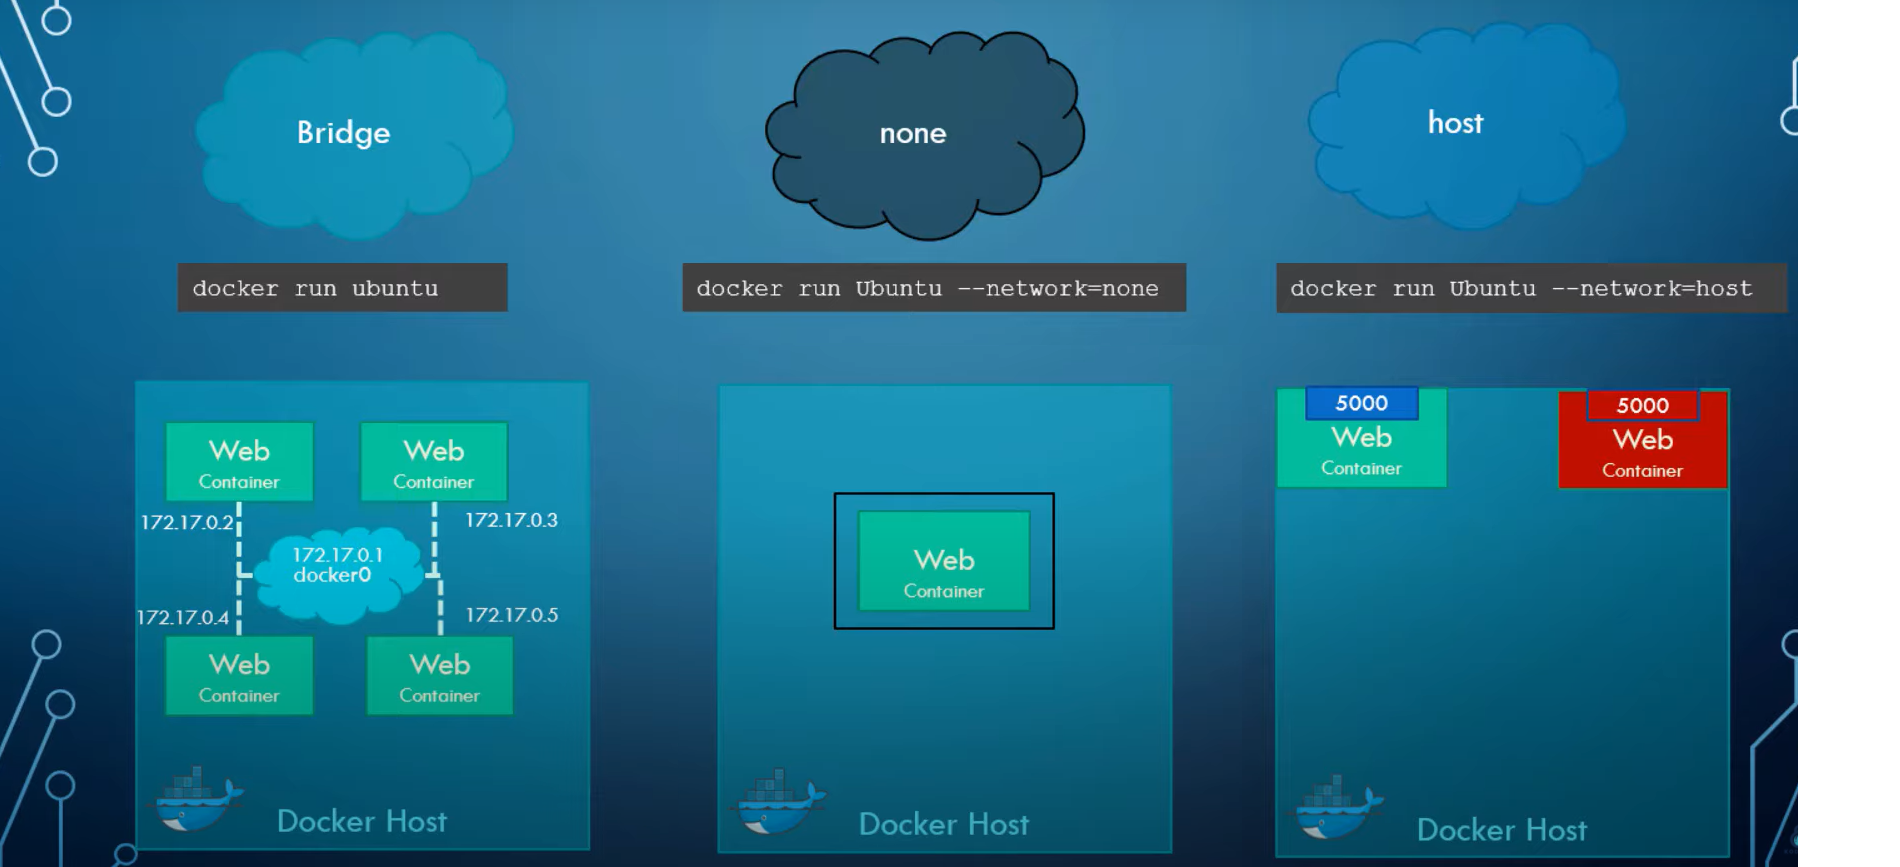 Bridge
none
host
docker run ubuntu
docker run Ubuntu --network=none
docker run Ubuntu --network=host
Web
Container
Web
Container
172.17.0.2
172.17.0.3
172.17.0.1
docker0
172.17.0.4
172.17.0.5
Web
Container
Web
Container
Docker Host
Web
Container
Docker Host
5000
Web
Container
5000
Web
Container
Docker Host